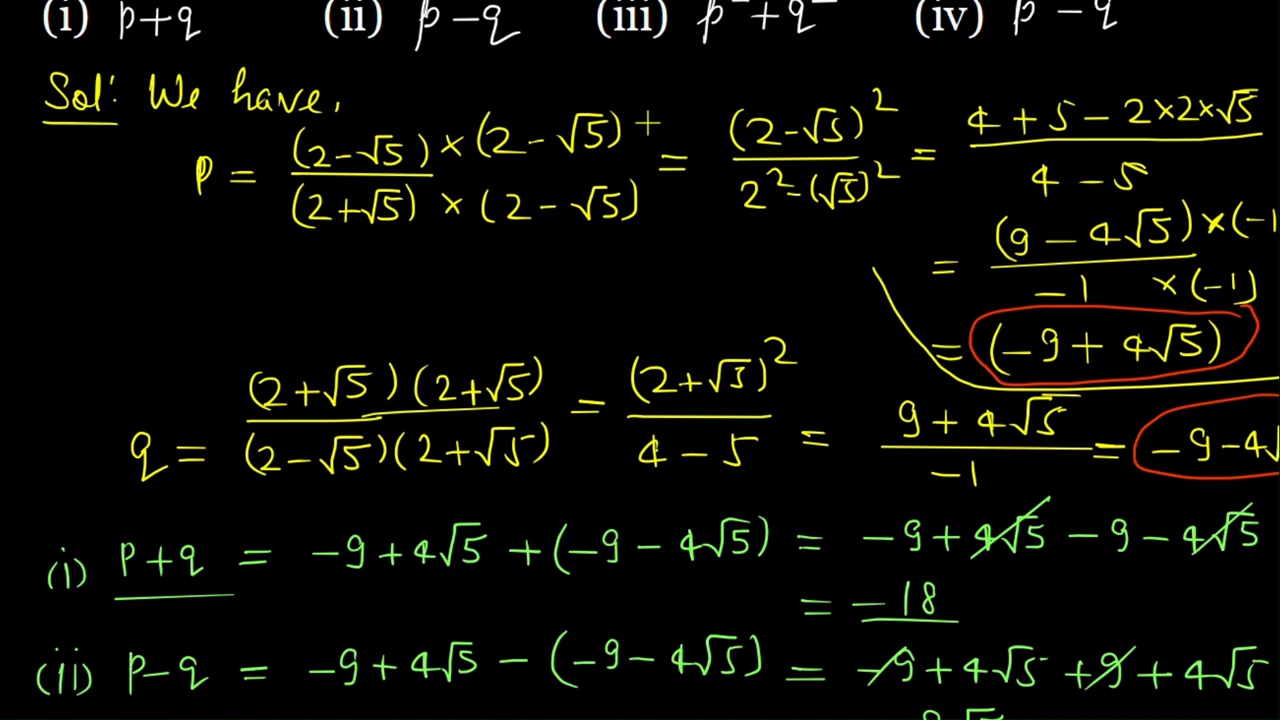 (i) p+q (ii) p-q (iii) p²+q² (iv) p²-q²
Sol: We have,
p = (2-√5)×(2-√5)/(2+√5)×(2-√5) = (2-√5)²/2²-(√5)² = 4+5-2×2×√5/4-5
= (9-4√5)×(-1/-1 ×(-1)
= (-9+4√5)
q = (2+√5)(2+√5)/(2-√5)(2+√5) = (2+√5)²/4-5 = 9+4√5/-1 = -9-4√
(i) p+q = -9+4√5 +(-9-4√5) = -9+4√5-9-4√5
= -18
(ii) p-q = -9+4√5-(-9-4√5) = -9+4√5+9+4√5